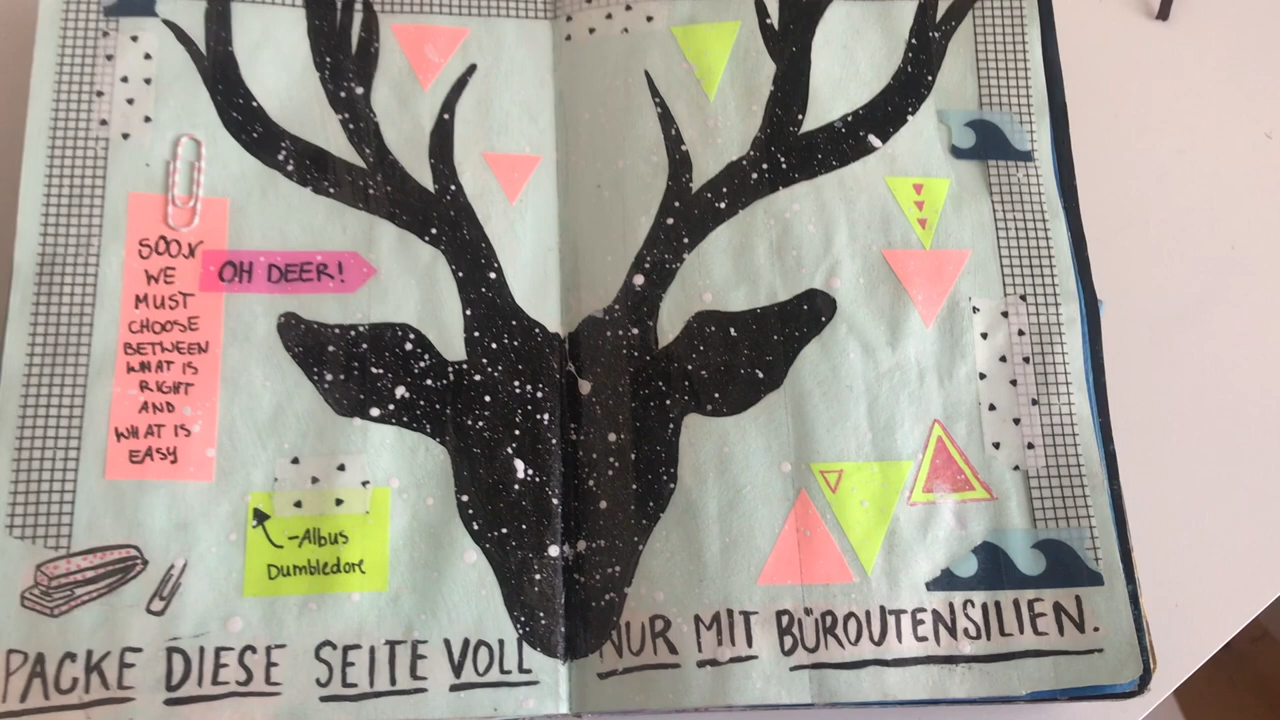 SOON
WE
MUST
CHOOSE
BETWEEN
WHAT IS
RIGHT
AND
WHAT IS
EASY
OH DEER!
-Albus
Dumbledore
PACKE DIESE SEITE VOLL NUR MIT BÜROUTENSILIEN.